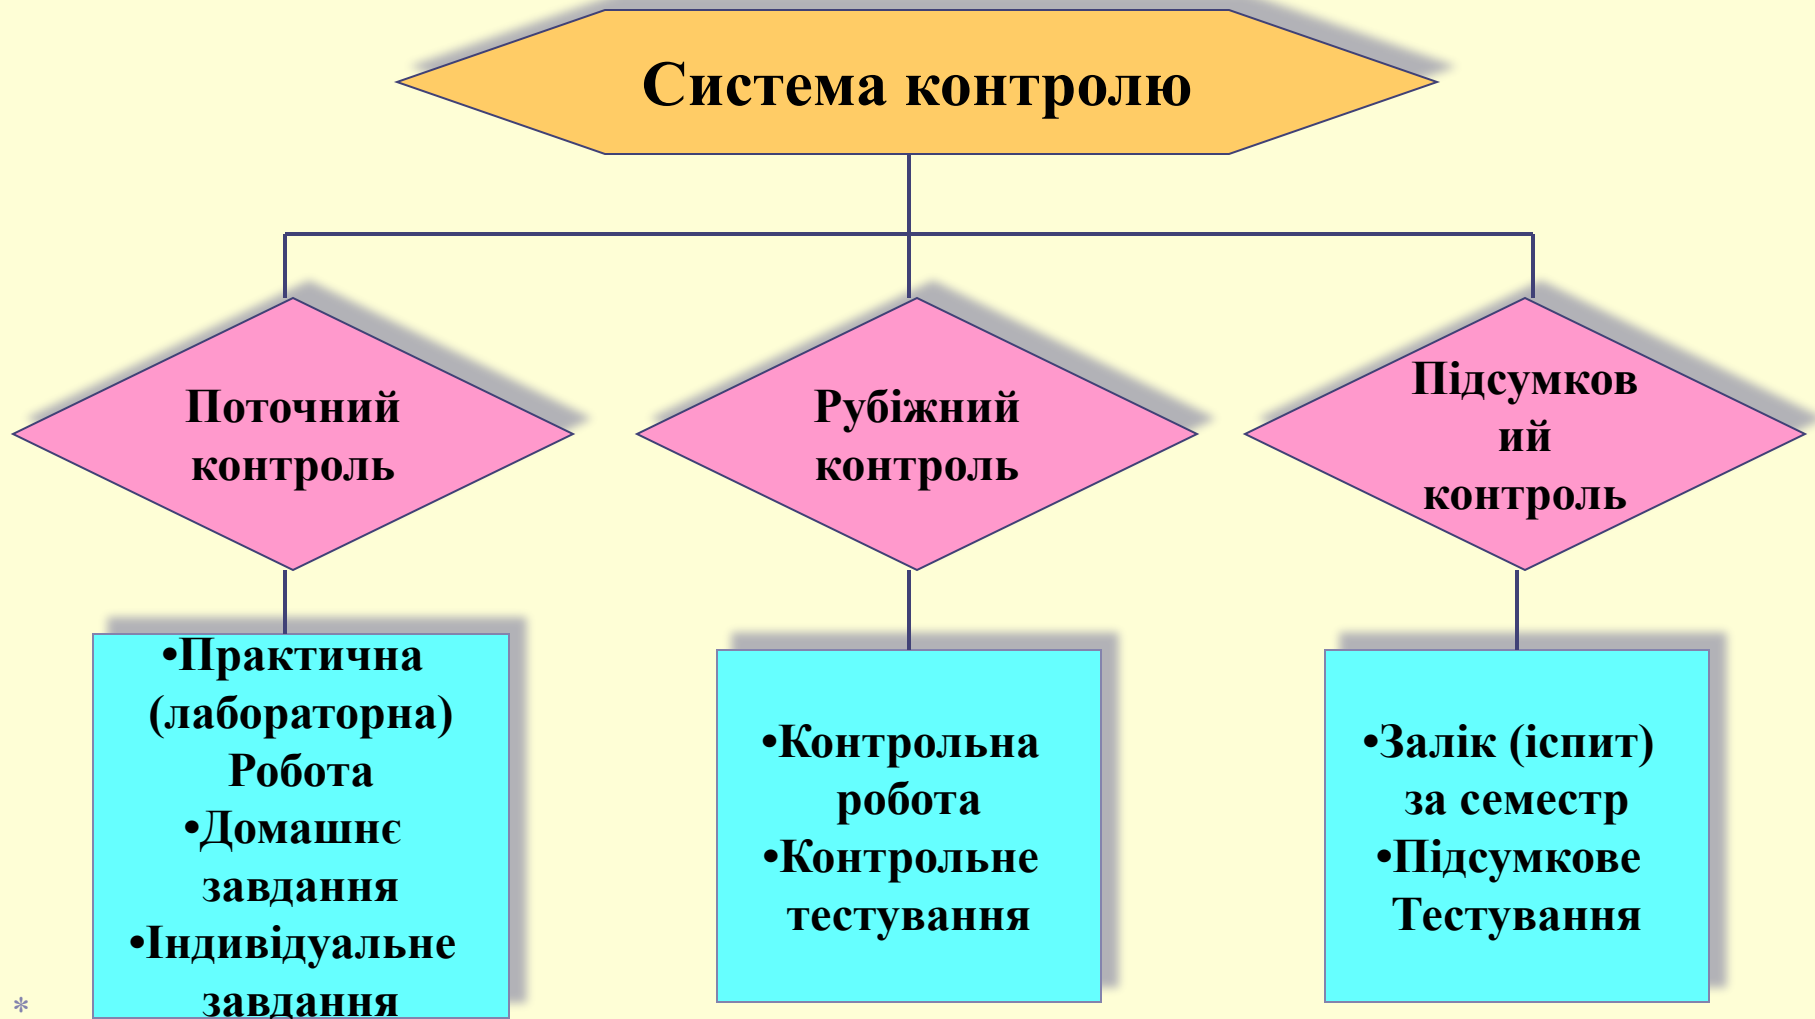 Система контролю
Поточний
контроль
Рубіжний
контроль
Підсумков
ий
контроль
•Практична
(лабораторна)
Робота
•Домашнє
завдання
•Індивідуальне
завдання
•Контрольна
робота
•Контрольне
тестування
•Залік (іспит)
за семестр
•Підсумкове
Тестування
*